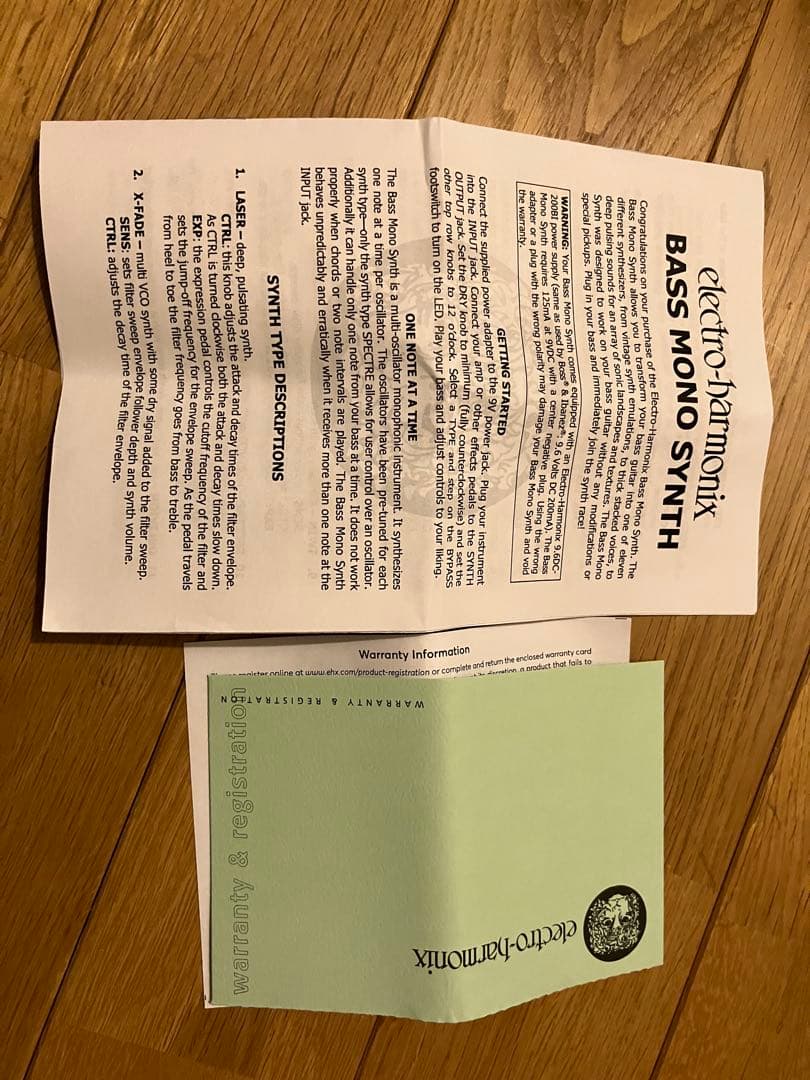 electro-harmonix
BASS MONO SYNTH
Congratulations on your purchase of the Electro-Harmonix Bass Mono Synth. The
Bass Mono Synth allows you to transform your bass guitar into one of eleven
different synthesizers, from vintage synth emulations, to thick stacked voices, to
deep pulsing sounds for an array of sonic landscapes and textures. The Bass Mono
Synth was designed to work on your bass guitar without any modifications or
special pickups. Plug in your bass and immediately join the synth race!
WARNING: Your Bass Mono Synth comes equipped with an Electro-Harmonix 9.6DC-
200BI power supply (same as used by Boss® & Ibanez®: 9.6 Volts DC 200mA). The Bass
Mono Synth requires 125mA at 9VDC with a center negative plug. Using the wrong
adapter or a plug with the wrong polarity may damage your Bass Mono Synth and void
the warranty.
GETTING STARTED
Connect the supplied power adapter to the 9V power jack. Plug your instrument
into the INPUT jack. Connect your amp or other effects pedals to the SYNTH
OUTPUT jack. Set the DRY knob to minimum (fully counterclockwise) and set the
other top row knobs to 12 o'clock. Select a TYPE and step on the BYPASS
footswitch to turn on the LED. Play your bass and adjust controls to your liking.
ONE NOTE AT A TIME
The Bass Mono Synth is a multi-oscillator monophonic instrument. It synthesizes
one note at a time per oscillator. The oscillators have been pre-tuned for each
synth type—only the synth type SPECTRE allows for user control over an oscillator.
Additionally it can handle only one note from your bass at a time. It does not work
properly when chords or two note intervals are played. The Bass Mono Synth
behaves unpredictably and erratically when it receives more than one note at the
INPUT jack.
SYNTH TYPE DESCRIPTIONS
1. LASER – deep, pulsating synth.
CTRL: this knob adjusts the attack and decay times of the filter envelope.
As CTRL is turned clockwise both the attack and decay times slow down.
EXP: the expression pedal controls the cutoff frequency of the filter and
sets the jump-off frequency for the envelope sweep. As the pedal travels
from heel to toe the filter frequency goes from bass to treble.
2. X-FADE – multi VCO synth with some dry signal added to the filter sweep.
SENS: sets filter sweep envelope follower depth and synth volume.
CTRL: adjusts the decay time of the filter envelope.
Warranty Information
register online at www.ehx.com/product-registration or complete and return the enclosed warranty card
discretion, a product that fails to
WARRANTY & REGISTRATION
warranty & registration
electro-harmonix